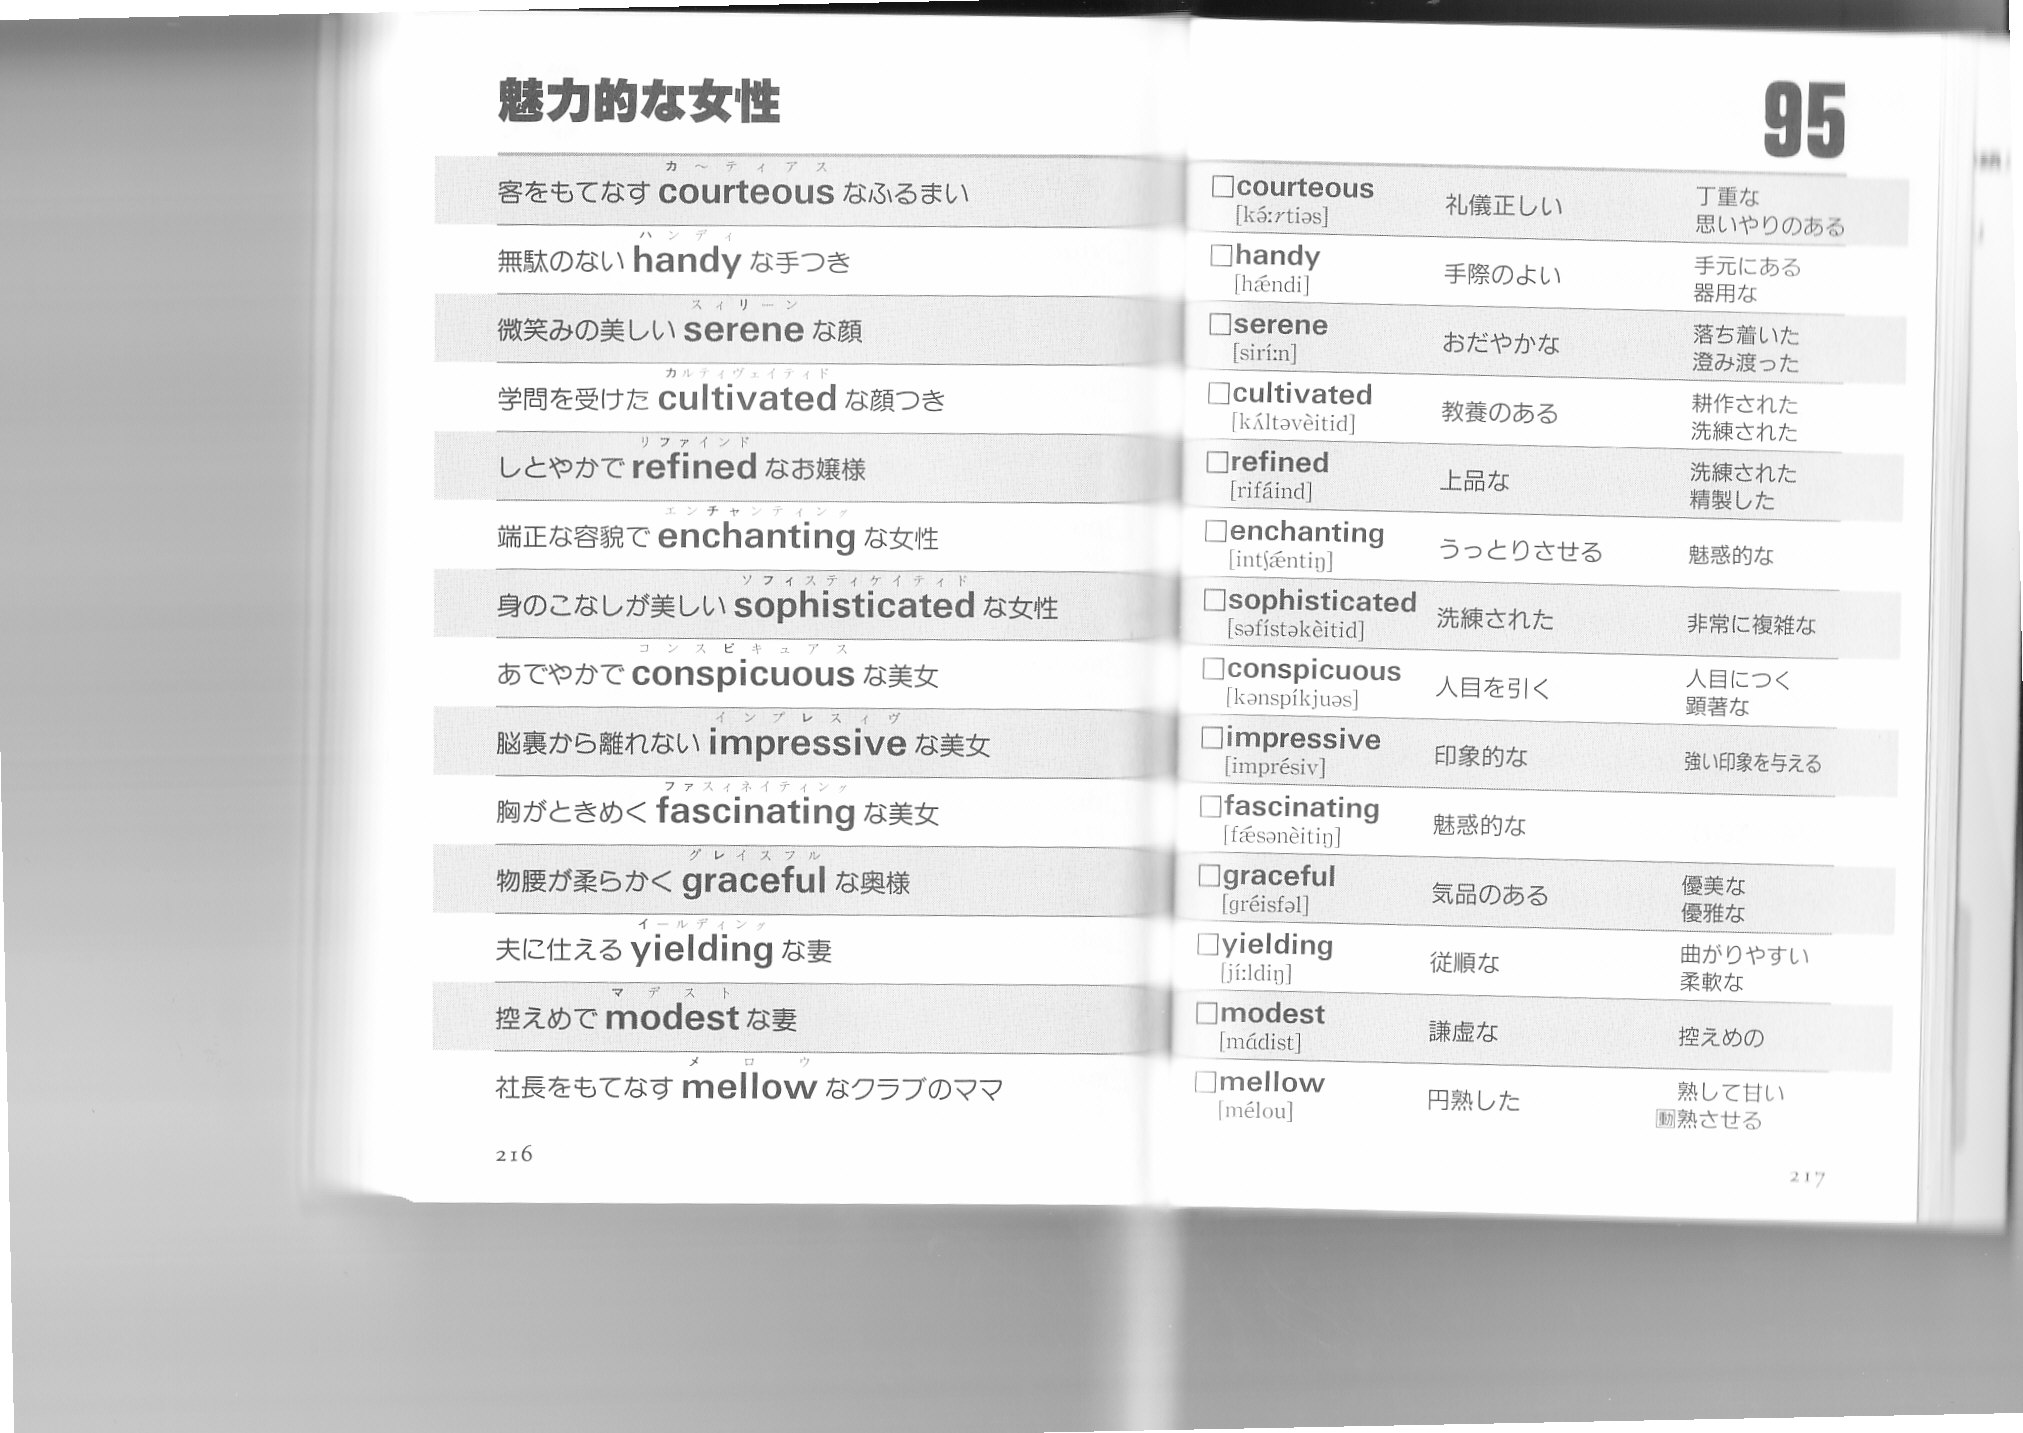 魅力的な女性
カ〜ティアス
客をもてなす courteous なふるまい
ハンディ
無駄のない handy な手つき
スィリーン
微笑みの美しい serene な顔
カルティヴェイティド
学問を受けた cultivated な顔つき
リファインド
しとやかで refined なお嬢様
エンチャンティング
端正な容貌で enchanting な女性
ソフィスティケイティド
身のこなしが美しい sophisticated な女性
コンスピキュアス
あでやかで conspicuous な美女
インプレスィヴ
脳裏から離れない impressive な美女
ファスィネイティング
胸がときめく fascinating な美女
グレイスフル
物腰が柔らかく graceful な奥様
イールディング
夫に仕える yielding な妻
マデスト
控えめで modest な妻
メロウ
社長をもてなす mellow なクラブのママ
216
95
□courteous 礼儀正しい 丁重な
[kə́ːrtiəs] 思いやりのある
□handy 手際のよい 手元にある
[hǽndi] 器用な
□serene おだやかな 落ち着いた
[siríːn] 澄み渡った
□cultivated 教養のある 耕作された
[kʌ́ltəvèitid] 洗練された
□refined 上品な 洗練された
[rifáind] 精製した
□enchanting うっとりさせる 魅惑的な
[intʃǽntiŋ]
□sophisticated 洗練された 非常に複雑な
[səfístəkèitid]
□conspicuous 人目を引く 人目につく
[kənspíkjuəs] 顕著な
□impressive 印象的な 強い印象を与える
[imprésiv]
□fascinating 魅惑的な
[fǽsənèitiŋ]
□graceful 気品のある 優美な
[gréisfəl] 優雅な
□yielding 従順な 曲がりやすい
[jíːldiŋ] 柔軟な
□modest 謙虚な 控えめの
[mádist]
□mellow 円熟した 熟して甘い
[mélou] 動熟させる
217